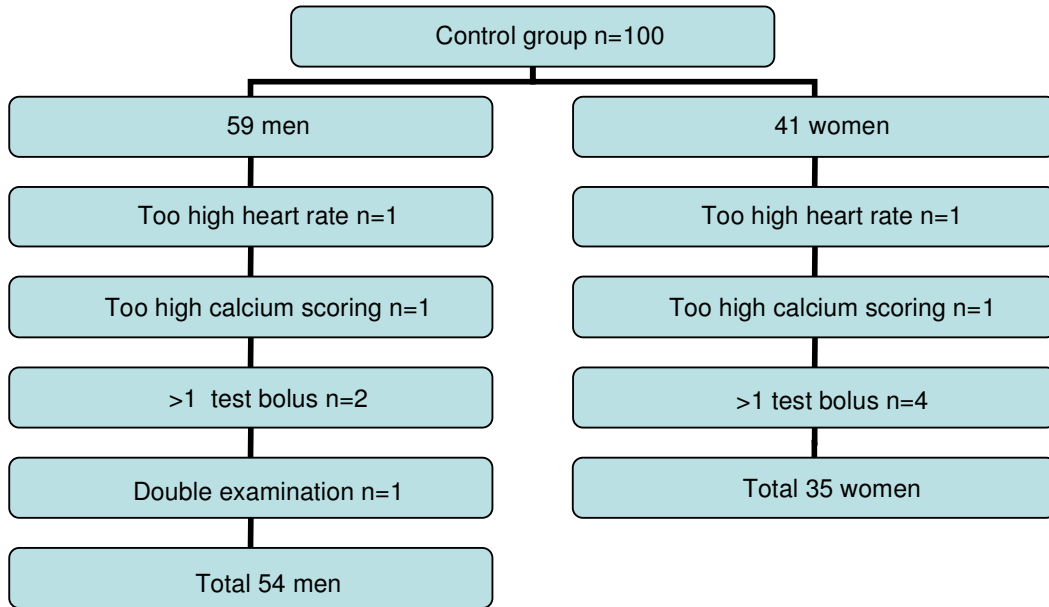 Control group n=100
59 men
41 women
Too high heart rate n=1
Too high heart rate n=1
Too high calcium scoring n=1
Too high calcium scoring n=1
>1 test bolus n=2
>1 test bolus n=4
Double examination n=1
Total 35 women
Total 54 men